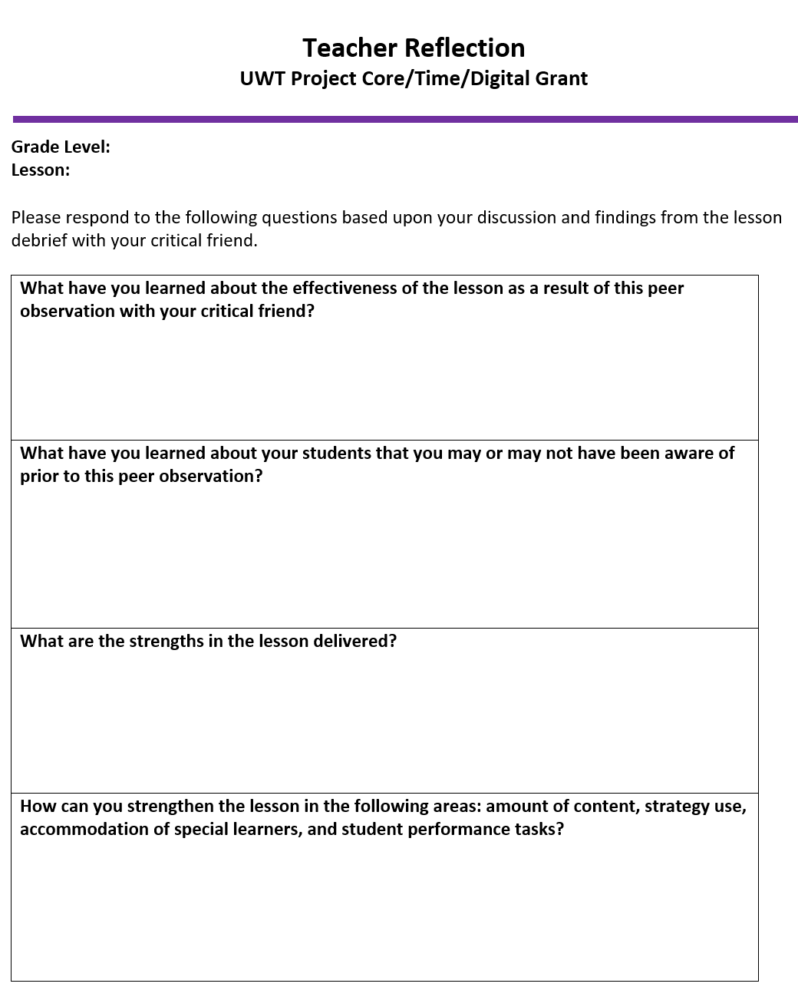 Teacher Reflection
UWT Project Core/Time/Digital Grant
Grade Level:
Lesson:
Please respond to the following questions based upon your discussion and findings from the lesson
debrief with your critical friend.
What have you learned about the effectiveness of the lesson as a result of this peer
observation with your critical friend?
What have you learned about your students that you may or may not have been aware of
prior to this peer observation?
What are the strengths in the lesson delivered?
How can you strengthen the lesson in the following areas: amount of content, strategy use,
accommodation of special learners, and student performance tasks?